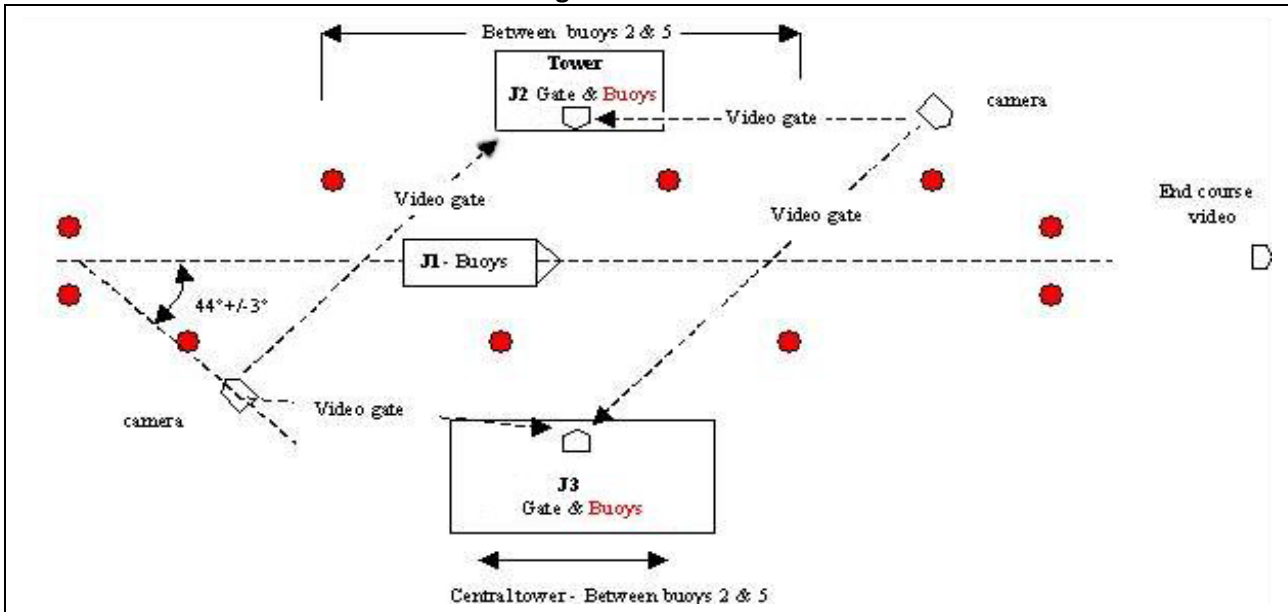 Between buoys 2 & 5
Tower
J2 Gate & Buoys
Video gate
camera
Video gate
Video gate
End course
video
J1 - Buoys
44°+/-3°
camera
Video gate
J3
Gate & Buoys
Central tower - Between buoys 2 & 5